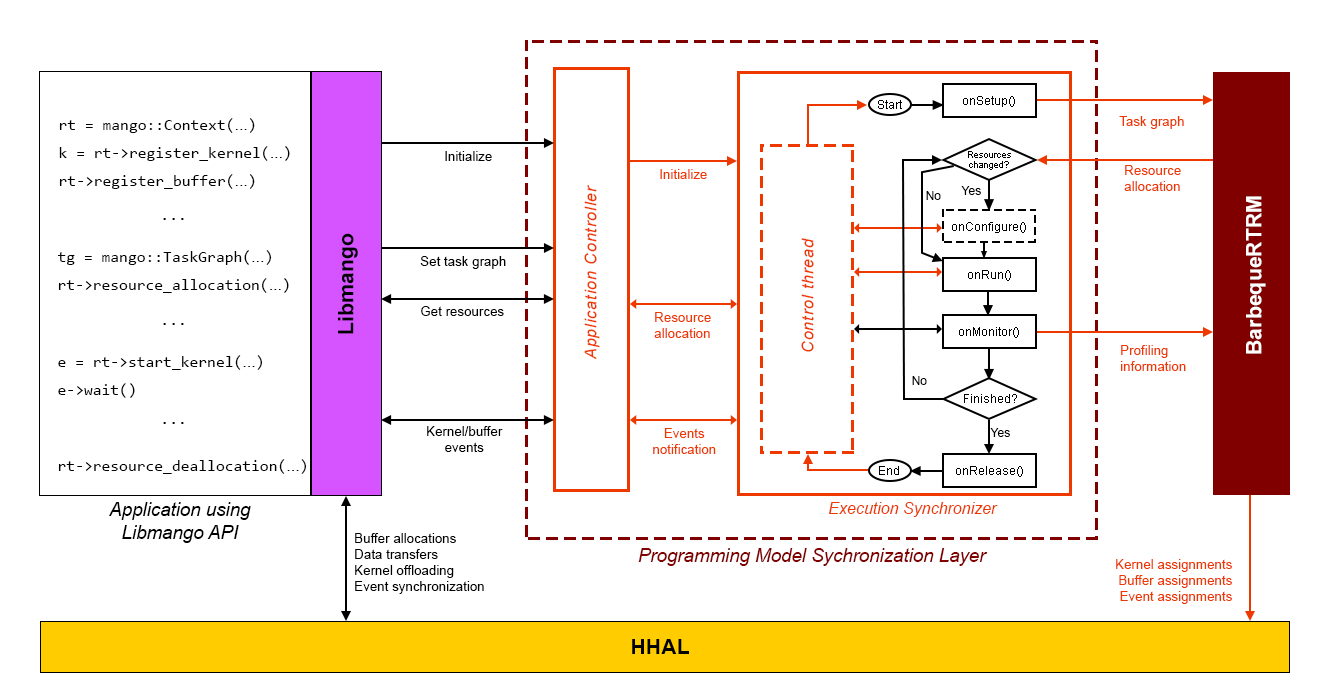 rt = mango::Context(...)
k = rt->register_kernel(...)
rt->register_buffer(...)
...
tg = mango::TaskGraph(...)
rt->resource_allocation(...)
...
e = rt->start_kernel(...)
e->wait()
...
rt->resource_deallocation(...)
Libmango
Application using
Libmango API
Initialize
Set task graph
Get resources
Kernel/buffer
events
Application Controller
Initialize
Resource
allocation
Events
notification
Control thread
Start
onSetup()
Resources
changed?
No
Yes
onConfigure()
onRun()
onMonitor()
No
Finished?
Yes
onRelease()
End
Execution Synchronizer
Programming Model Sychronization Layer
Task graph
Resource
allocation
Profiling
information
BarbequeRTRM
Buffer allocations
Data transfers
Kernel offloading
Event synchronization
Kernel assignments
Buffer assignments
Event assignments
HHAL